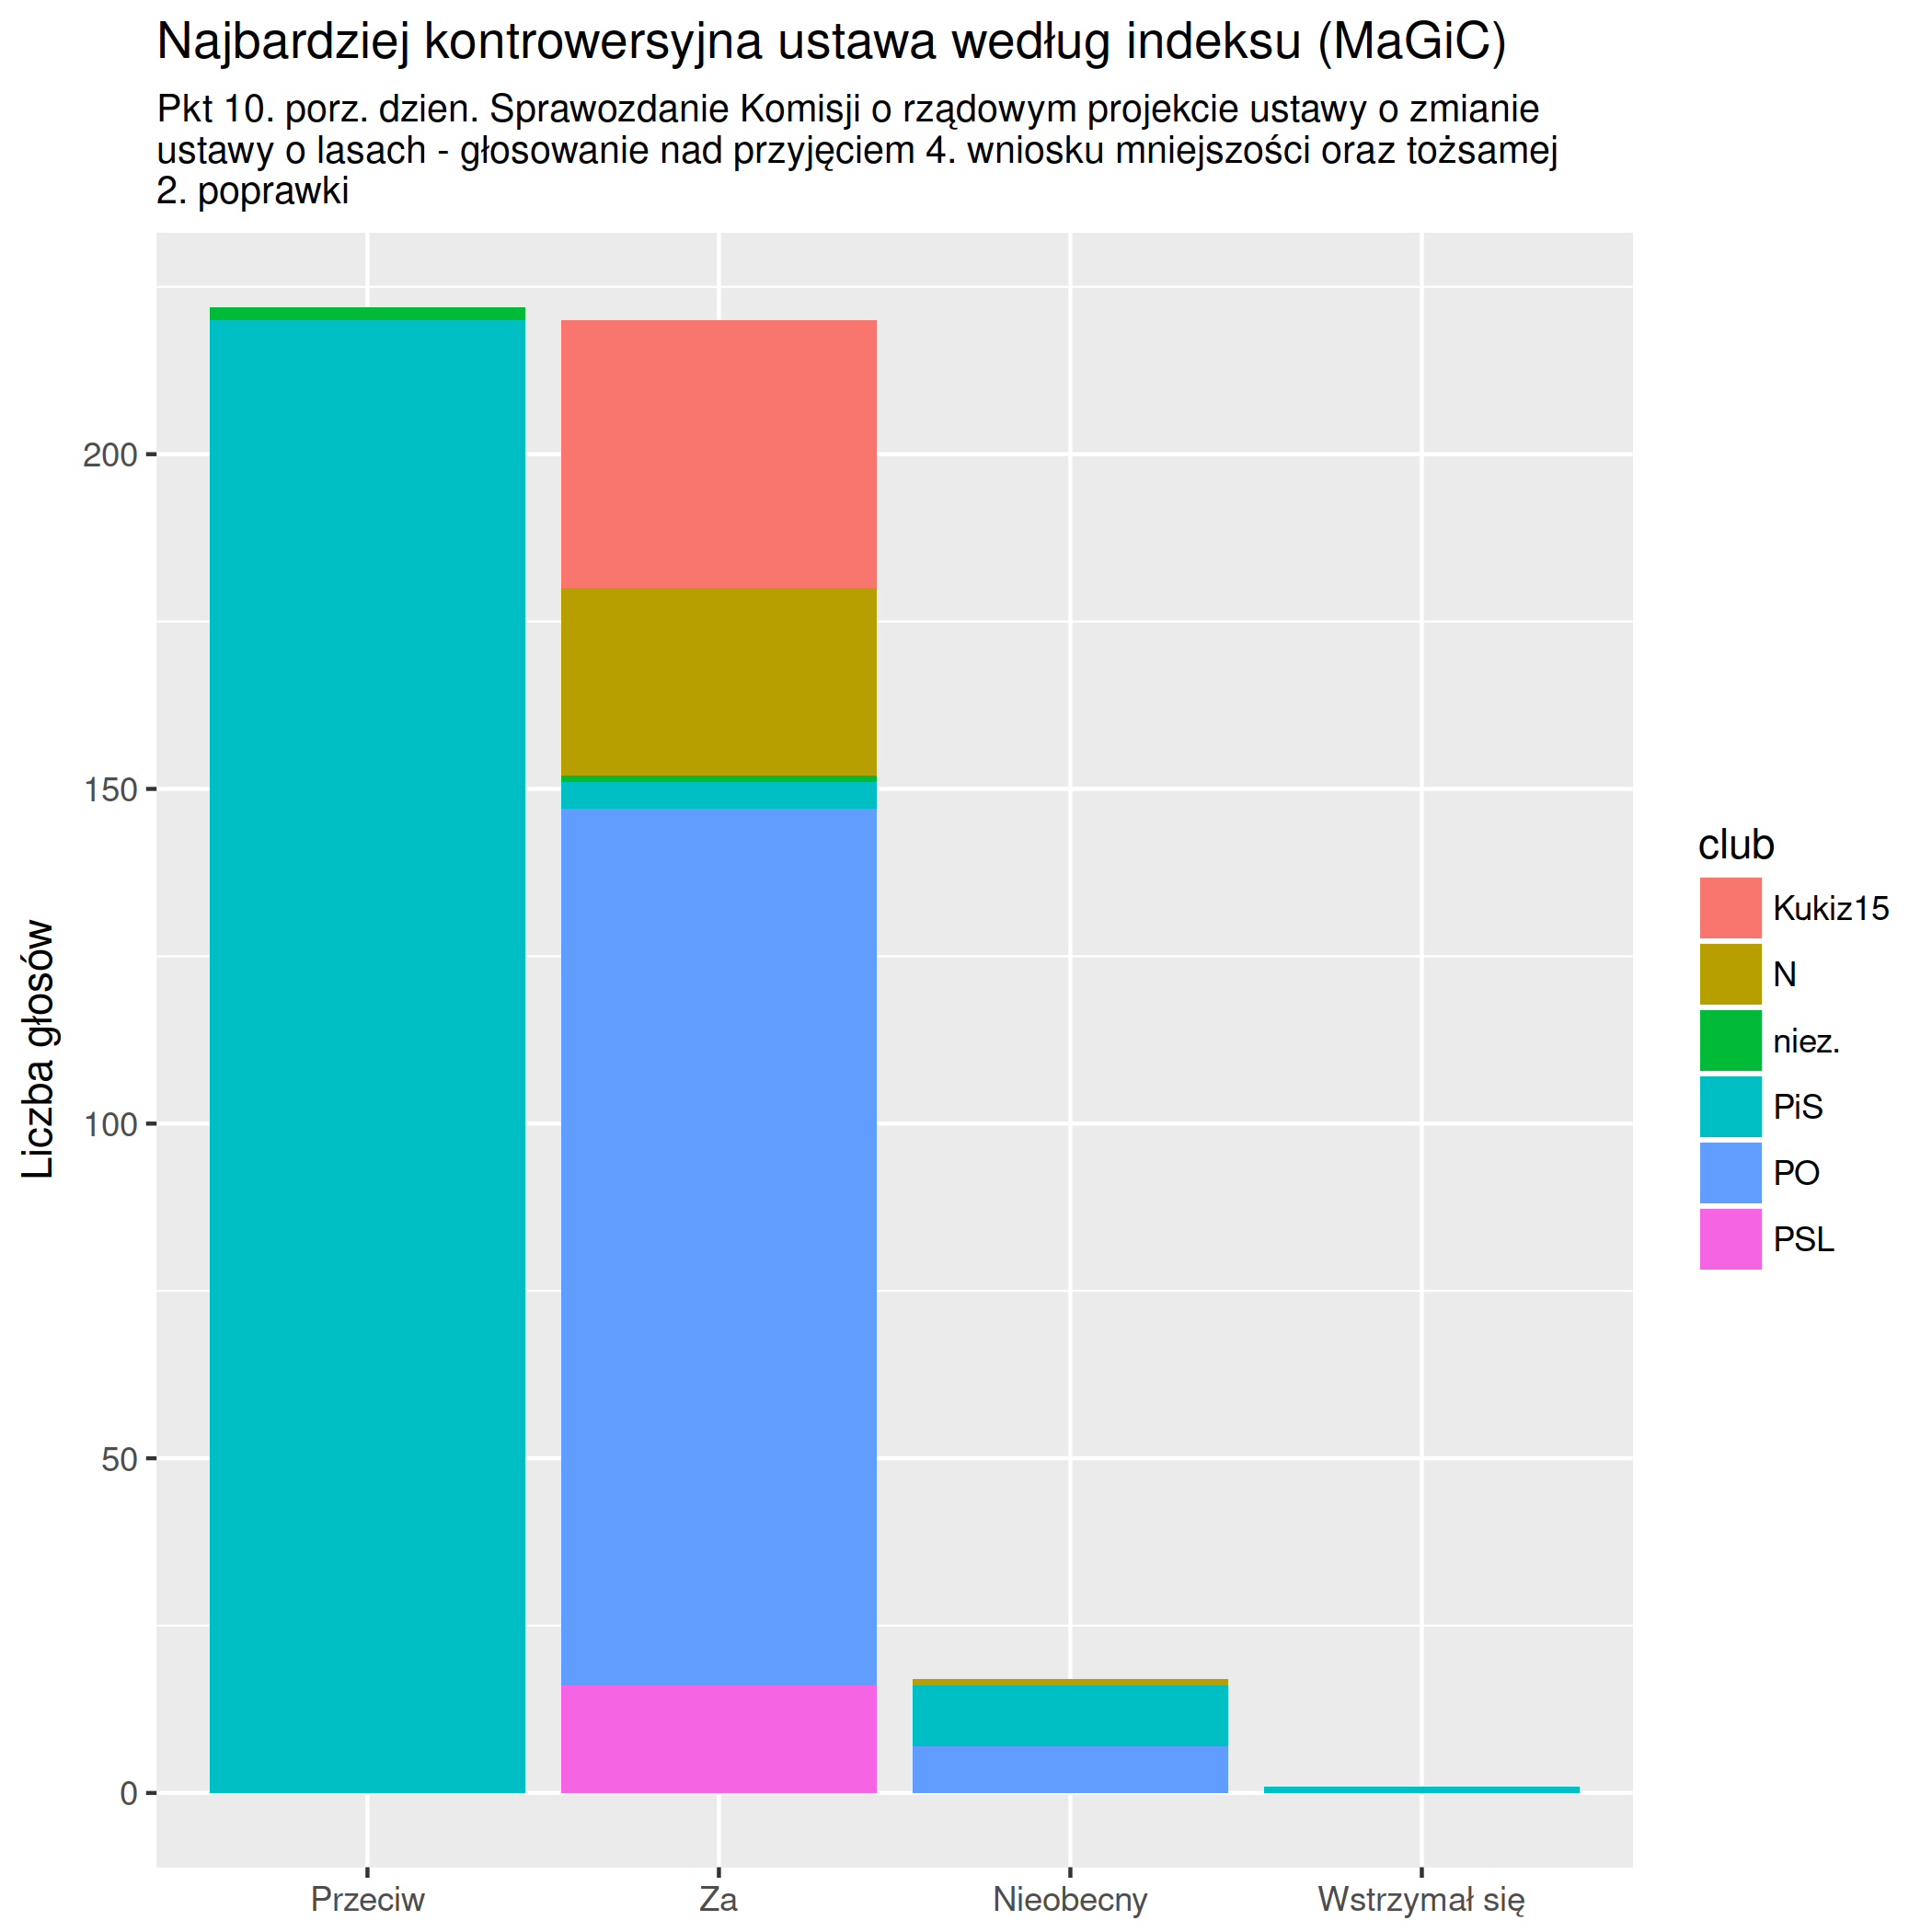 Najbardziej kontrowersyjna ustawa według indeksu (MaGiC)
Pkt 10. porz. dzien. Sprawozdanie Komisji o rządowym projekcie ustawy o zmianie
ustawy o lasach - głosowanie nad przyjęciem 4. wniosku mniejszości oraz tożsamej
2. poprawki
Liczba głosów
200
150
100
50
0
Przeciw
Za
Nieobecny
Wstrzymał się
club
Kukiz15
N
niez.
PiS
PO
PSL